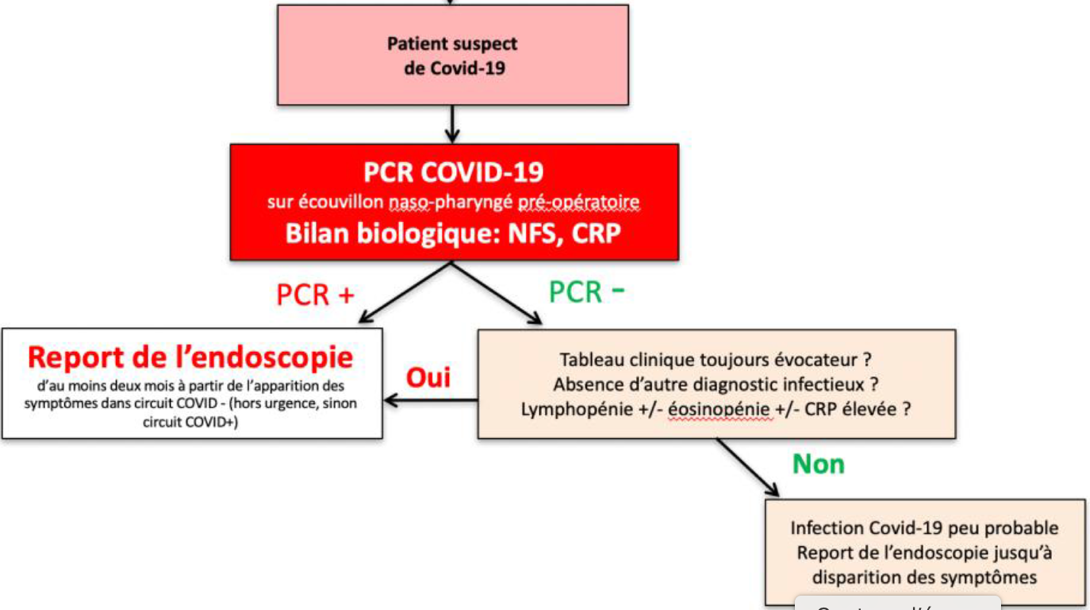 Patient suspect
de Covid-19
PCR COVID-19
sur écouvillon naso-pharyngé pré-opératoire
Bilan biologique: NFS, CRP
PCR +
PCR -
Report de l’endoscopie
d’au moins deux mois à partir de l’apparition des
symptômes dans circuit COVID - (hors urgence, sinon
circuit COVID+)
Oui
Tableau clinique toujours évocateur ?
Absence d’autre diagnostic infectieux ?
Lymphopénie +/- éosinopénie +/- CRP élevée ?
Non
Infection Covid-19 peu probable
Report de l’endoscopie jusqu’à
disparition des symptômes